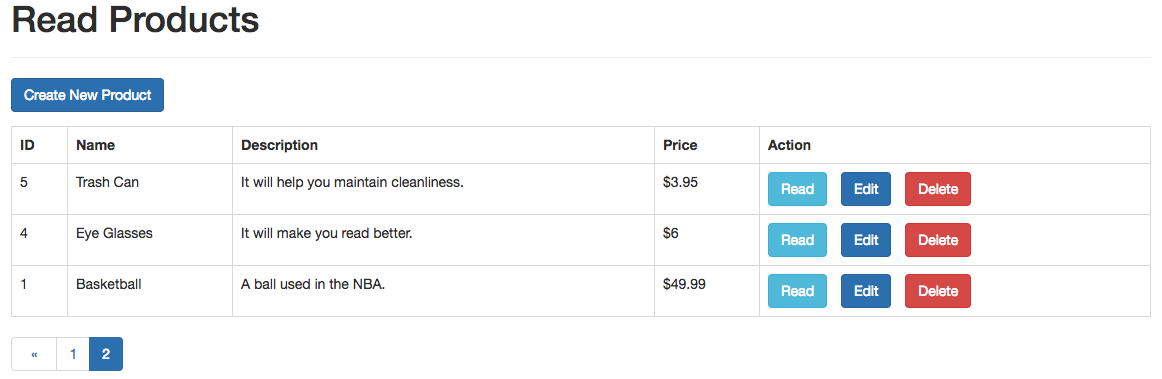 Read Products
Create New Product
ID Name Description Price Action
5 Trash Can It will help you maintain cleanliness. $3.95 Read Edit Delete
4 Eye Glasses It will make you read better. $6 Read Edit Delete
1 Basketball A ball used in the NBA. $49.99 Read Edit Delete
« 1 2